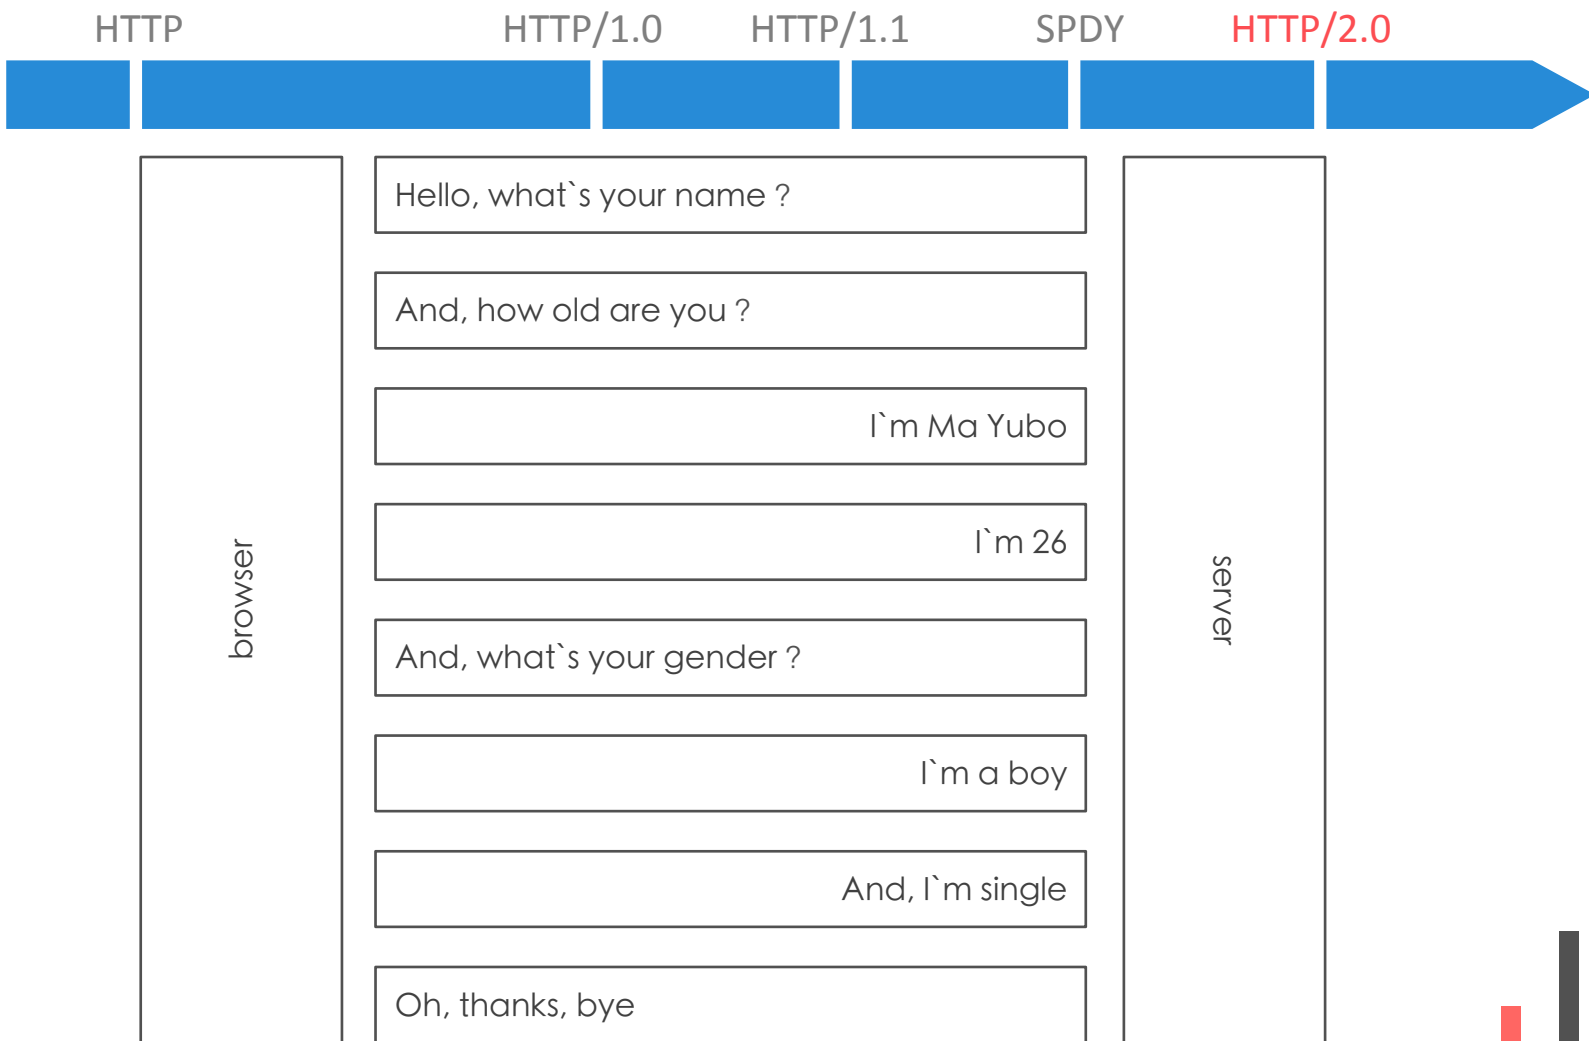 HTTP HTTP/1.0 HTTP/1.1 SPDY HTTP/2.0
Hello, what`s your name ?
And, how old are you ?
I`m Ma Yubo
I`m 26
browser
server
And, what`s your gender ?
I`m a boy
And, I`m single
Oh, thanks, bye